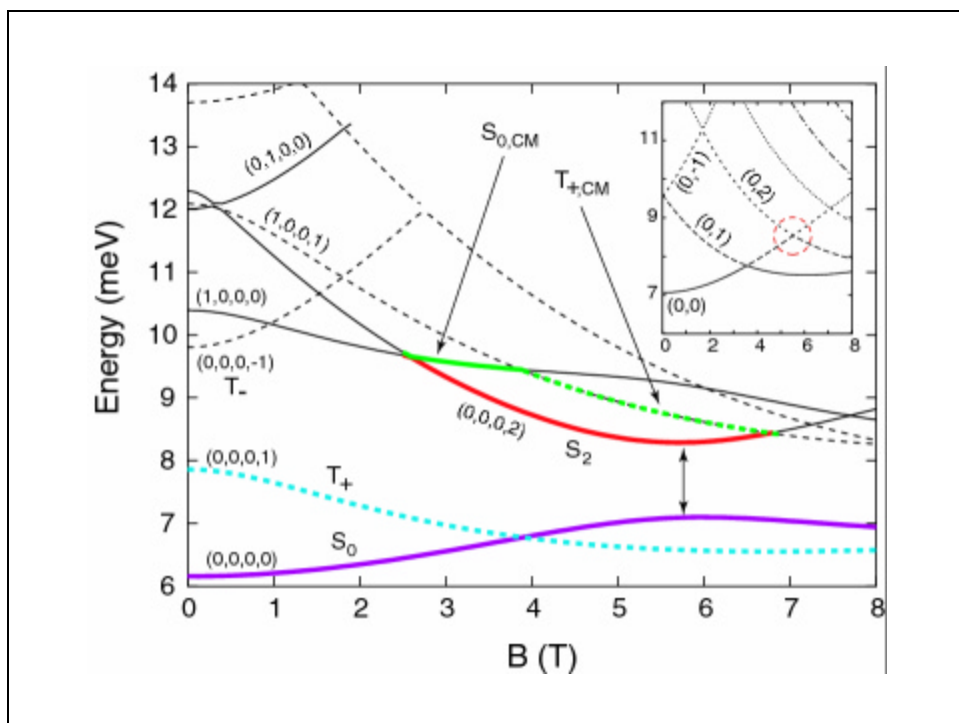 14
13
12
11
10
9
8
7
6
Energy (meV)
0 1 2 3 4 5 6 7 8
B (T)
(0,1,0,0)
S0,CM
T+,CM
(1,0,0,1)
(1,0,0,0)
(0,0,0,-1)
T-
(0,0,0,2)
S2
(0,0,0,1)
T+
S0
(0,0,0,0)
11
9
7
0 2 4 6 8
(0,-1)
(0,2)
(0,1)
(0,0)